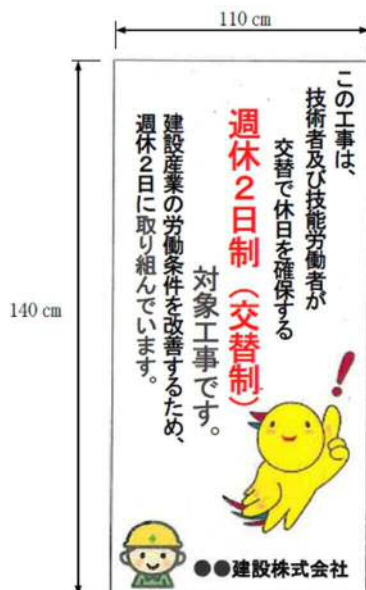 110 cm
140 cm
この工事は、
技術者及び技能労働者が
交替で休日を確保する
週休2日制（交替制）
対象工事です。
建設産業の労働条件を改善するため、
週休2日に取り組んでいます。
●●建設株式会社